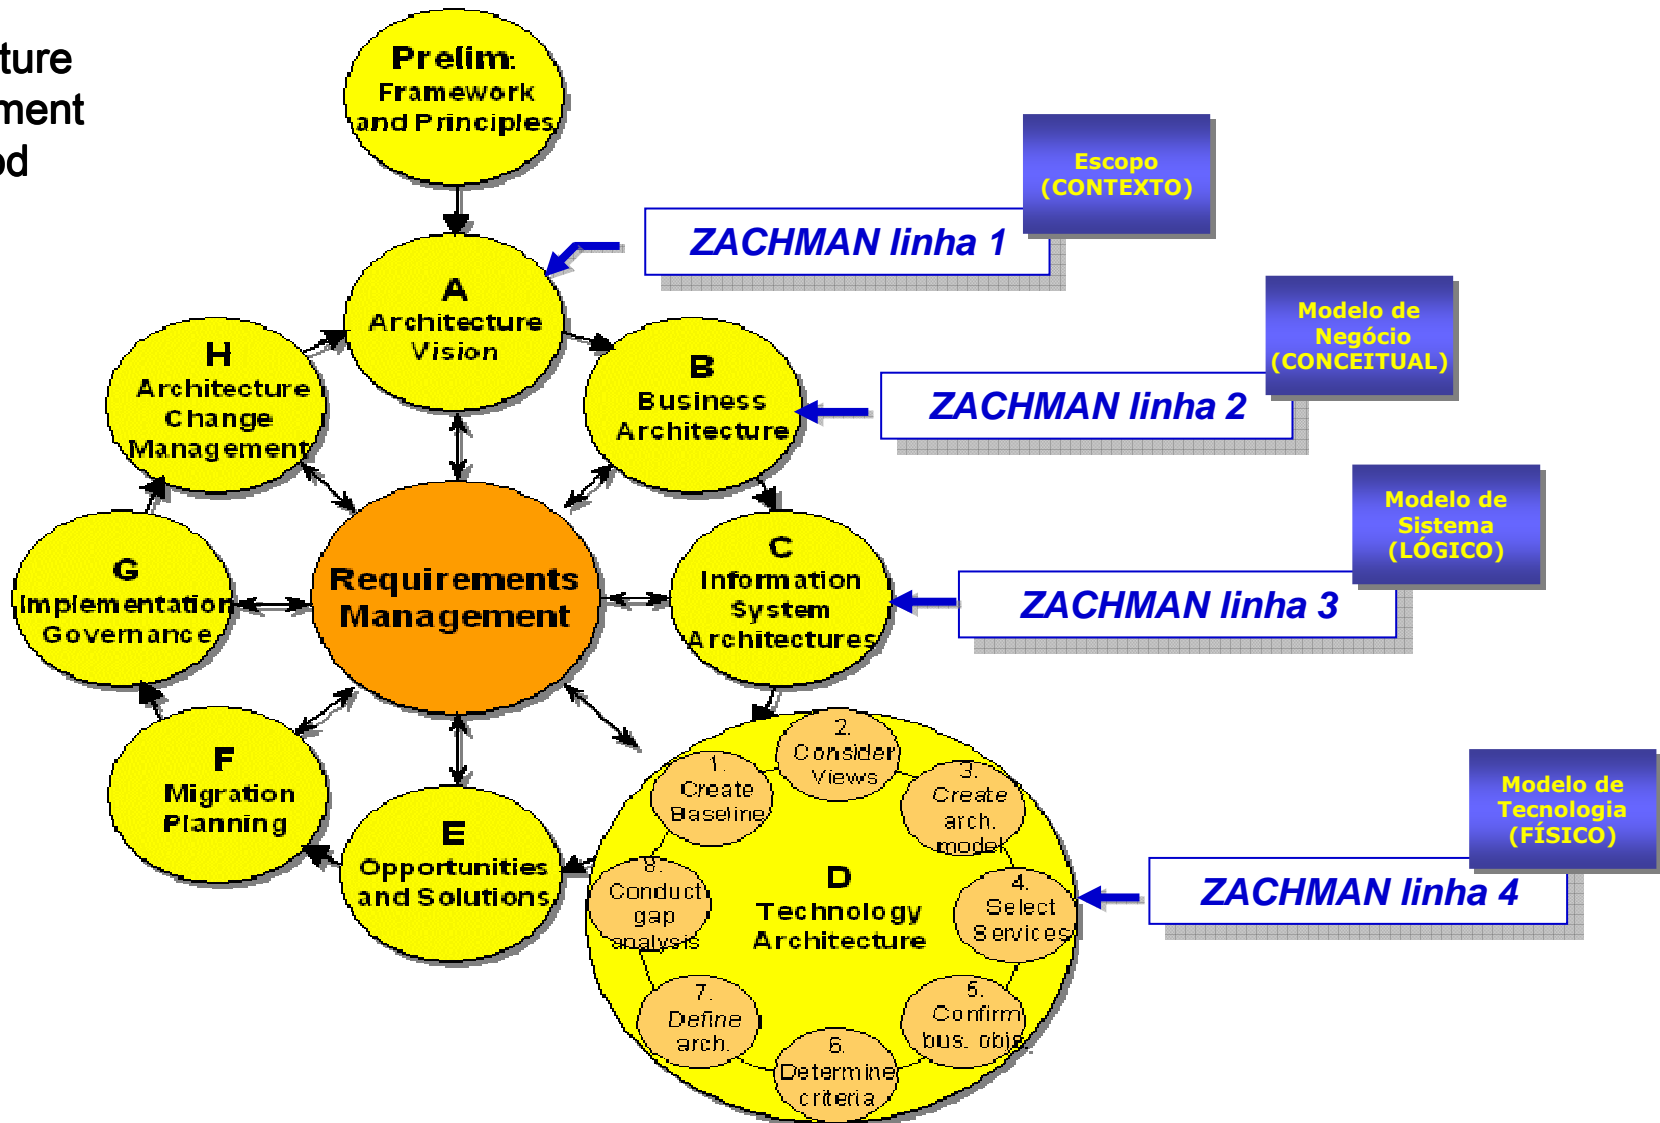 ture
ment
od
Prelim:
Framework
and Principles
A
Architecture
Vision
B
Business
Architecture
C
Information
System
Architectures
D
Technology
Architecture
1.
Create
Baseline
2.
Consider
Views
3.
Create
arch.
model
4.
Select
Services
5.
Confirm
bus. objs.
6.
Determine
criteria
7.
Define
arch.
8.
Conduct
gap
analysis
E
Opportunities
and Solutions
F
Migration
Planning
G
Implementation
Governance
H
Architecture
Change
Management
Requirements
Management
Escopo
(CONTEXTO)
ZACHMAN linha 1
Modelo de
Negócio
(CONCEITUAL)
ZACHMAN linha 2
Modelo de
Sistema
(LÓGICO)
ZACHMAN linha 3
Modelo de
Tecnologia
(FÍSICO)
ZACHMAN linha 4